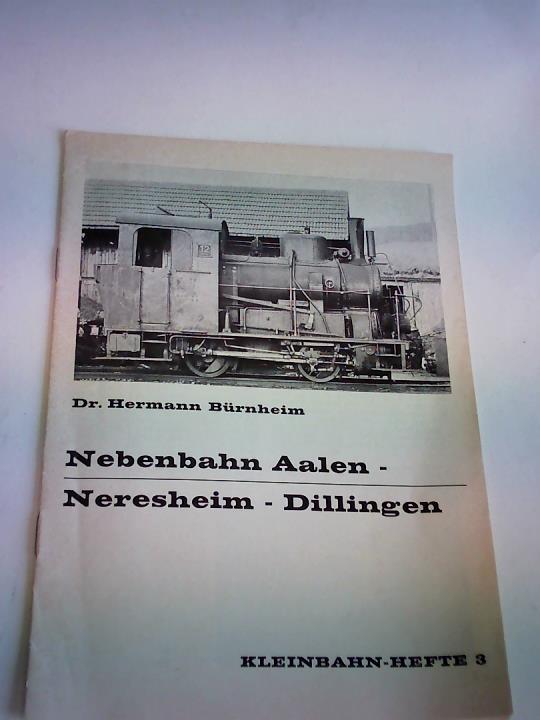 12
Dr. Hermann Bürnheim
Nebenbahn Aalen -
Neresheim - Dillingen
KLEINBAHN-HEFTE 3